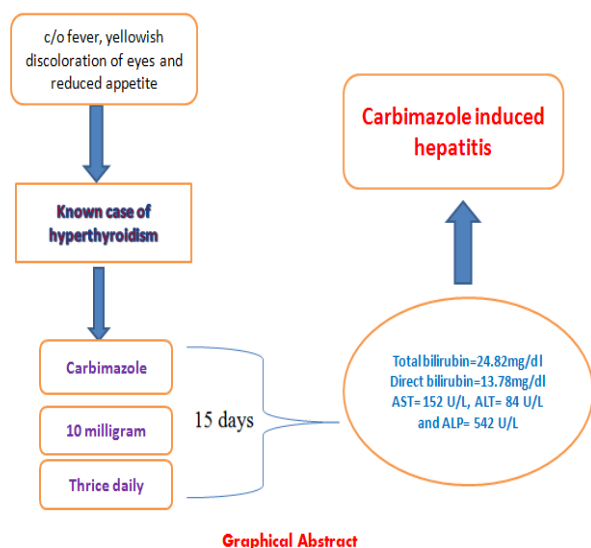 c/o fever, yellowish
discoloration of eyes and
reduced appetite
Known case of
hyperthyroidism
Carbimazole
10 milligram
Thrice daily
15 days
Total bilirubin=24.82mg/dl
Direct bilirubin=13.78mg/dl
AST= 152 U/L, ALT= 84 U/L
and ALP= 542 U/L
Carbimazole induced
hepatitis
Graphical Abstract